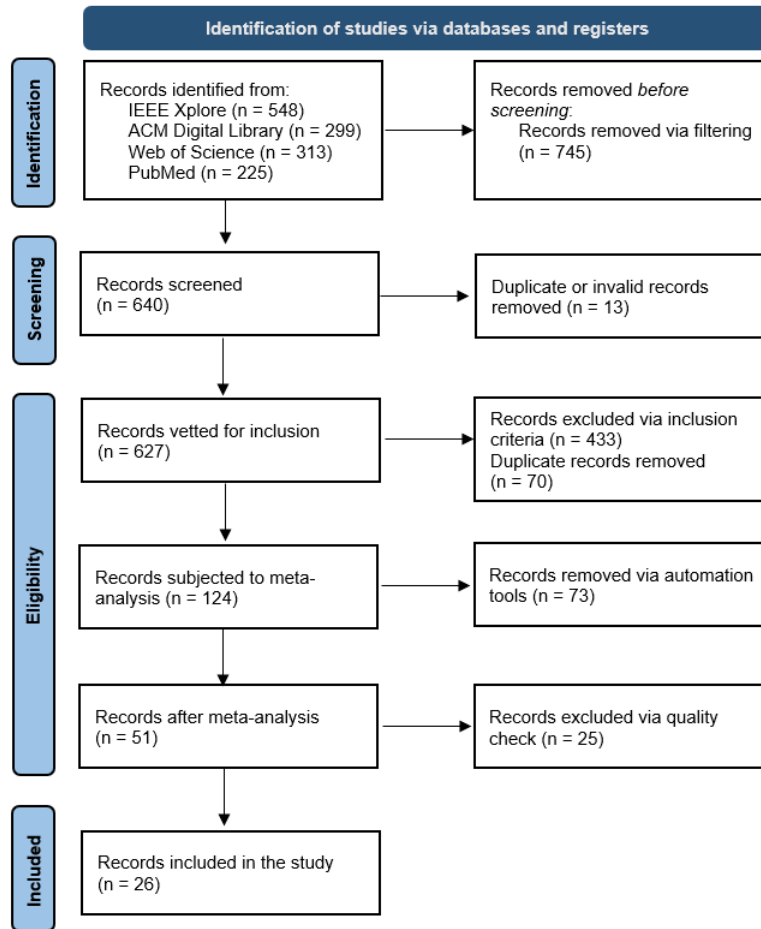 Identification of studies via databases and registers
Identification
Records identified from:
IEEE Xplore (n = 548)
ACM Digital Library (n = 299)
Web of Science (n = 313)
PubMed (n = 225)
Records removed before
screening:
Records removed via filtering
(n = 745)
Screening
Records screened
(n = 640)
Duplicate or invalid records
removed (n = 13)
Eligibility
Records vetted for inclusion
(n = 627)
Records excluded via inclusion
criteria (n = 433)
Duplicate records removed
(n = 70)
Records subjected to meta-
analysis (n = 124)
Records removed via automation
tools (n = 73)
Records after meta-analysis
(n = 51)
Records excluded via quality
check (n = 25)
Included
Records included in the study
(n = 26)